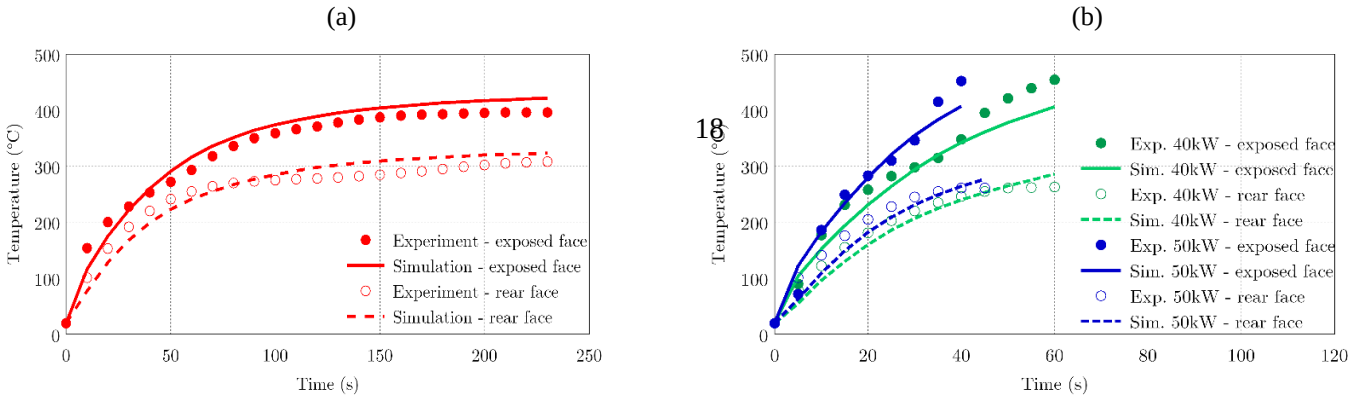 (a)
500
400
300
200
100
0
Temperature (°C)
Experiment - exposed face
Simulation - exposed face
Experiment - rear face
Simulation - rear face
0 50 100 150 200 250
Time (s)
(b)
500
400
300
200
100
0
Temperature (°C)
18
Exp. 40kW - exposed face
Sim. 40kW - exposed face
Exp. 40kW - rear face
Sim. 40kW - rear face
Exp. 50kW - exposed face
Sim. 50kW - exposed face
Exp. 50kW - rear face
Sim. 50kW - rear face
0 20 40 60 80 100 120
Time (s)